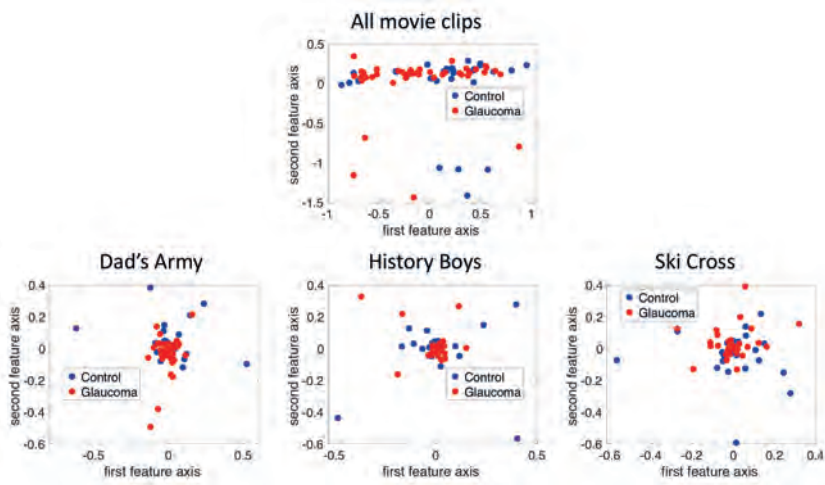 All movie clips
0.5
0
-0.5
-1
-1.5
second feature axis
Control
Glaucoma
-1
-0.5
0
0.5
1
first feature axis
Dad's Army
0.4
0.2
0
-0.2
-0.4
-0.6
second feature axis
Control
Glaucoma
-0.5
0
0.5
first feature axis
History Boys
0.4
0.2
0
-0.2
-0.4
-0.6
second feature axis
Control
Glaucoma
-0.5
0
0.5
first feature axis
Ski Cross
0.4
0.2
0
-0.2
-0.4
-0.6
second feature axis
Control
Glaucoma
-0.6
-0.4
-0.2
0
0.2
0.4
first feature axis